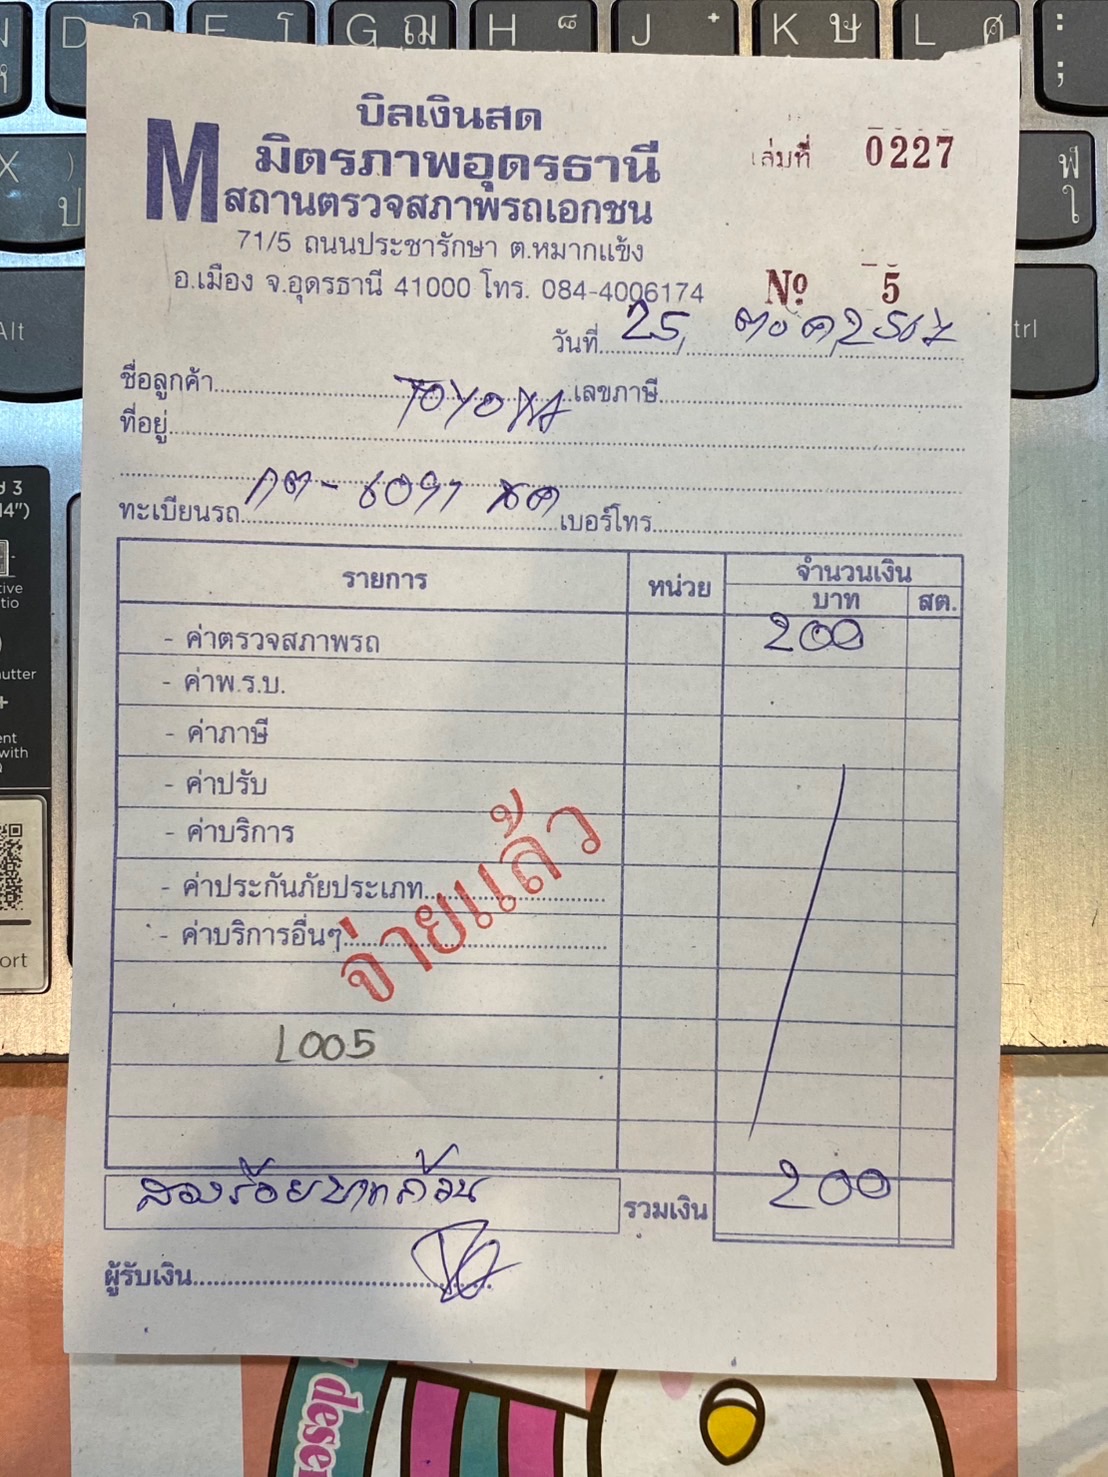 D G ฌ H J K ษ L ศ :
;
X )
ป
ฟ
ใ
Alt
trl
บิลเงินสด
M มิตรภาพอุดรธานี
สถานตรวจสภาพรถเอกชน
เล่มที่ 0227
71/5 ถนนประชารักษา ต.หมากแข้ง
อ.เมือง จ.อุดรธานี 41000 โทร. 084-4006174
№ 5
วันที่ 25, ตค 2567
ชื่อลูกค้า TOYOTA เลขภาษี
ที่อยู่
ทะเบียนรถ เบอร์โทร
รายการ หน่วย จำนวนเงิน
บาท สต.
- ค่าตรวจสภาพรถ 200
- ค่าพ.ร.บ.
- ค่าภาษี
- ค่าปรับ
- ค่าบริการ
- ค่าประกันภัยประเภท
- ค่าบริการอื่นๆ
จ่ายแล้ว
L005
สองร้อยบาทถ้วน รวมเงิน 200
ผู้รับเงิน